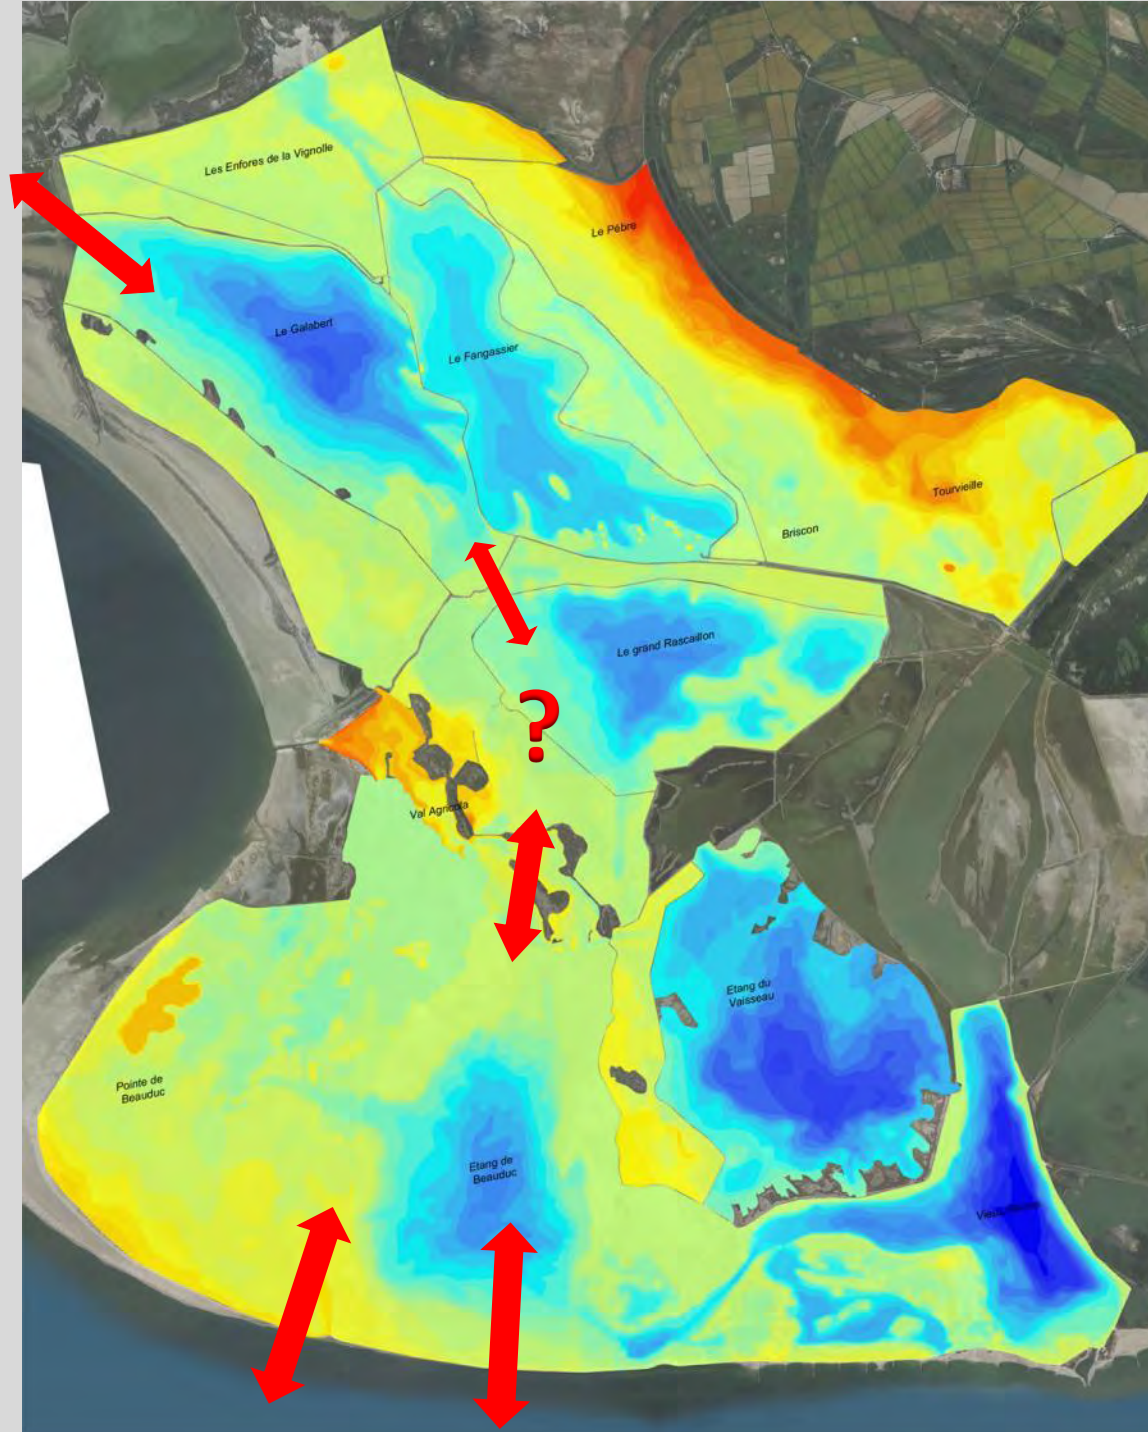 Les Enfores de la Vignolle
Le Pèbre
Le Galabert
Le Fangassier
Tourvieille
Briscon
Le grand Rascaillon
?
Val Agricola
Etang du
Vaisseau
Pointe de
Beauduc
Etang de
Beauduc